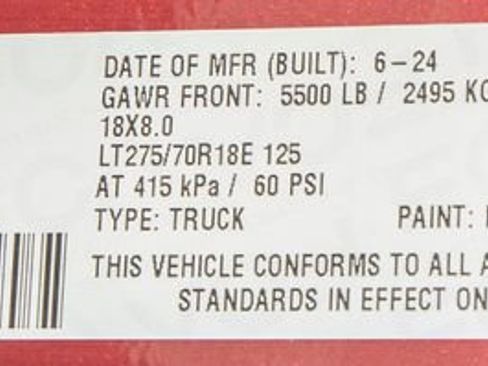 DATE OF MFR (BUILT): 6-24
GAWR FRONT: 5500 LB / 2495 KG
18X8.0
LT275/70R18E 125
AT 415 kPa / 60 PSI
TYPE: TRUCK PAINT:
THIS VEHICLE CONFORMS TO ALL A
STANDARDS IN EFFECT ON